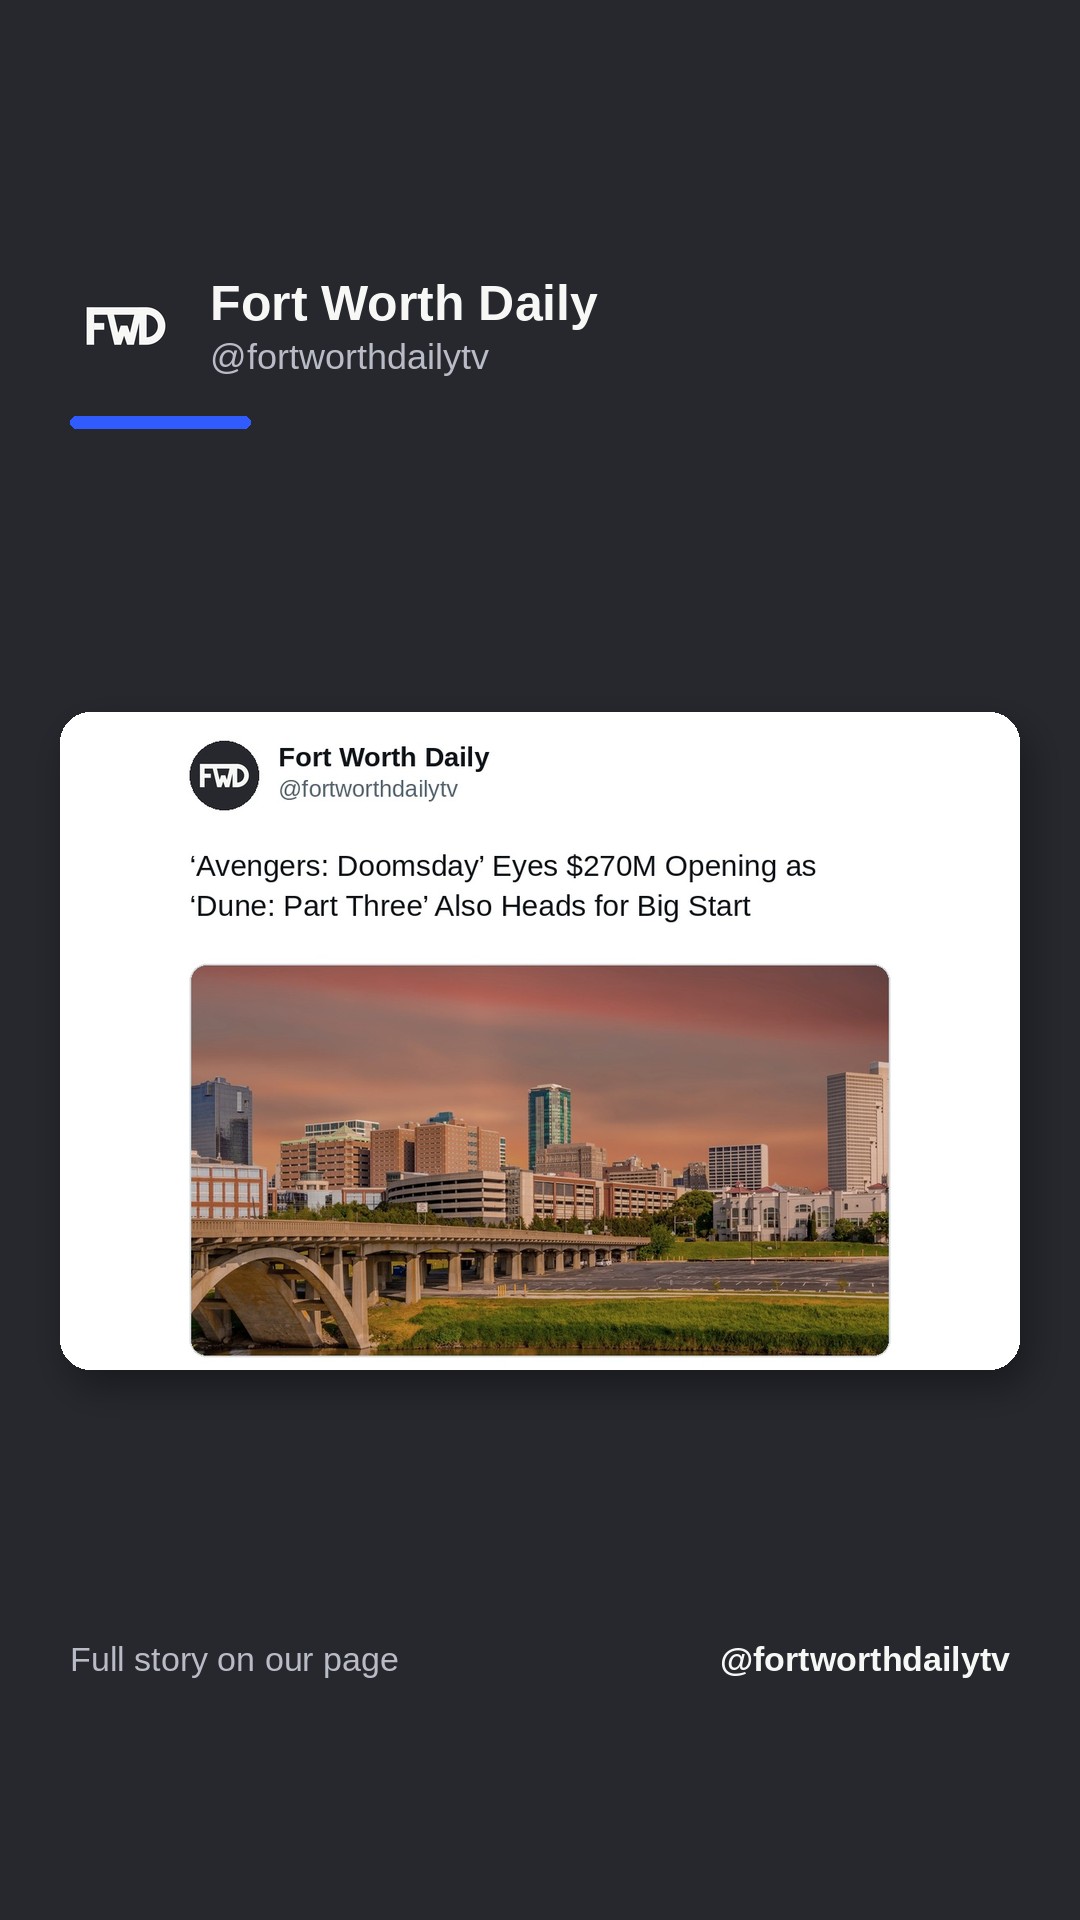 FWD
Fort Worth Daily
@fortworthdailytv
FWD
Fort Worth Daily
@fortworthdailytv
‘Avengers: Doomsday’ Eyes $270M Opening as
‘Dune: Part Three’ Also Heads for Big Start
Full story on our page
@fortworthdailytv